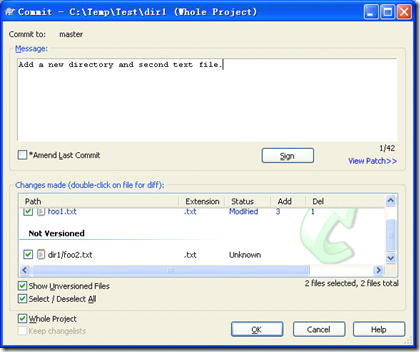 Commit - C:\Temp\Test\dir1 (Whole Project)
Commit to: master
Message:
Add a new directory and second text file.
*Amend Last Commit
Sign
1/42
View Patch>>
Changes made (double-click on file for diff):
Path Extension Status Add Del
foo1.txt .txt Modified 3 1
Not Versioned
dir1/foo2.txt .txt Unknown
Show Unversioned Files
2 files selected, 2 files total
Select / Deselect All
Whole Project
Keep changelists
OK Cancel Help